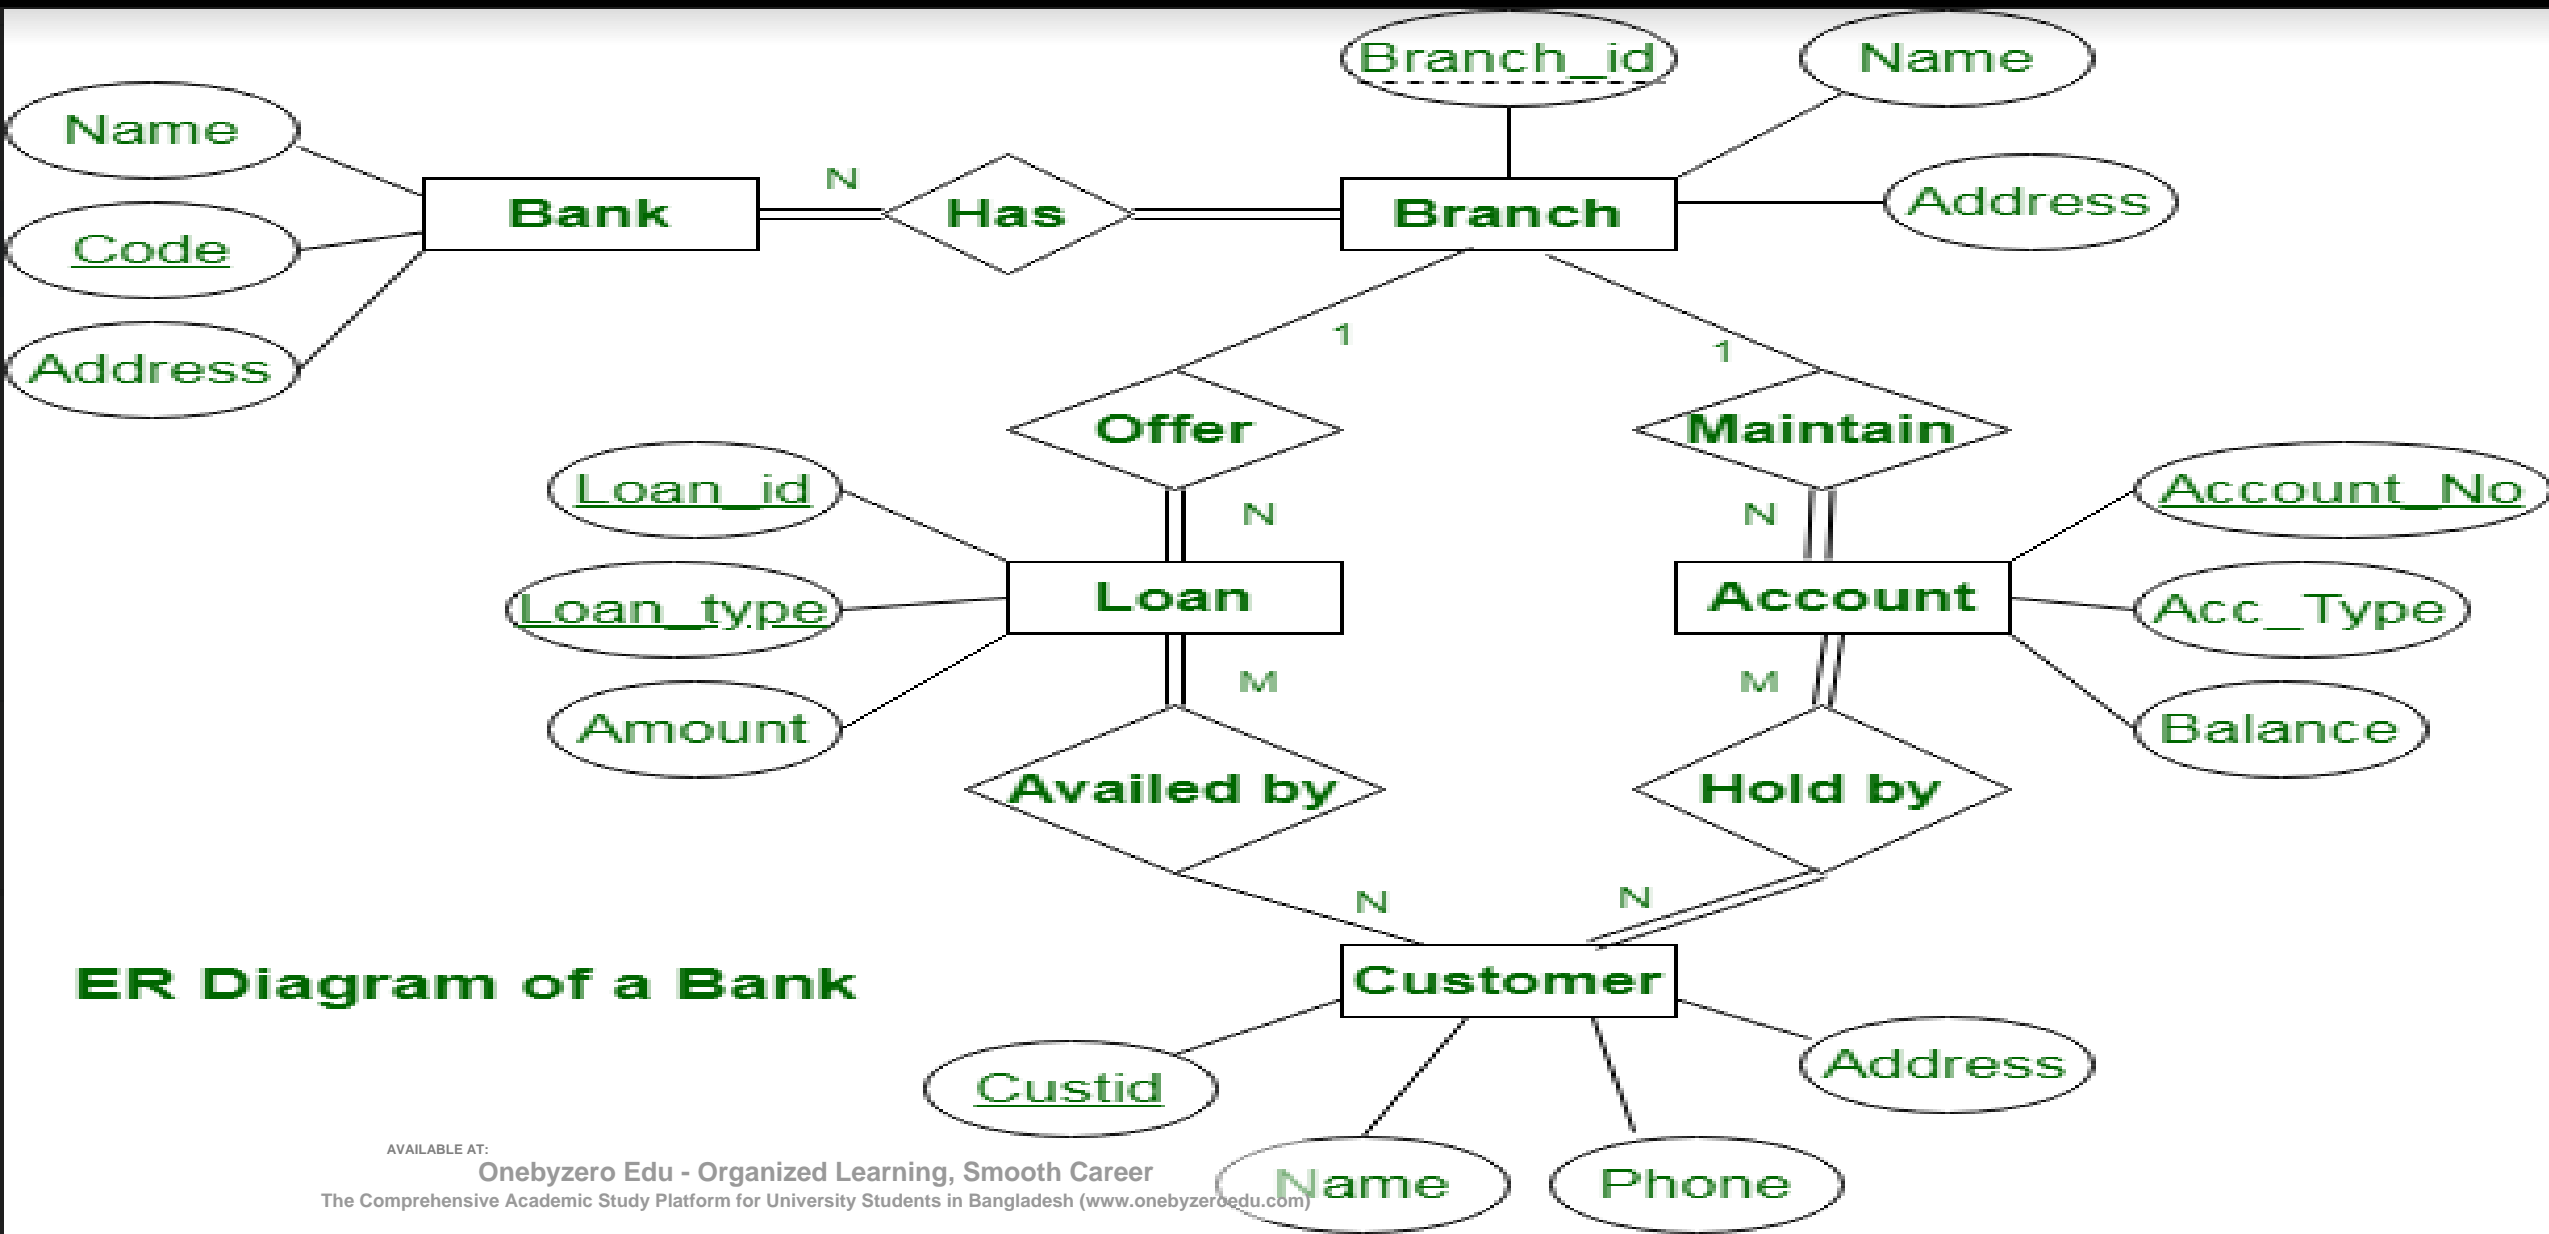 Branch_id
Name
Name
N
Bank
Has
Branch
Address
Code
Address
1
1
Offer
Maintain
Loan_id
N
N
Account_No
Loan_type
Loan
Account
Acc_Type
M
M
Amount
Balance
Availed by
Hold by
N
N
ER Diagram of a Bank
Customer
Custid
Address
Name
Phone
AVAILABLE AT:
Onebyzero Edu - Organized Learning, Smooth Career
The Comprehensive Academic Study Platform for University Students in Bangladesh (www.onebyzeroedu.com)